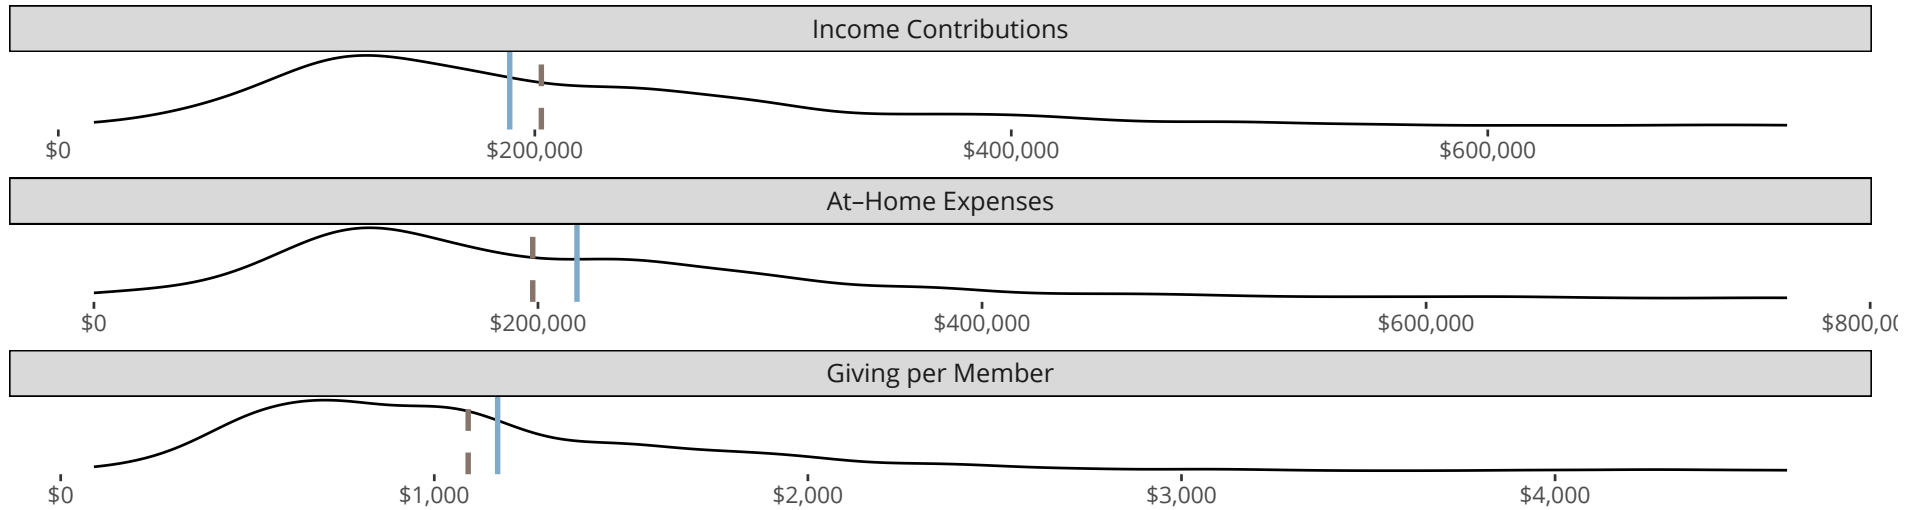 Income Contributions
$0 $200,000 $400,000 $600,000
At–Home Expenses
$0 $200,000 $400,000 $600,000
Giving per Member
$0 $1,000 $2,000 $3,000 $4,000